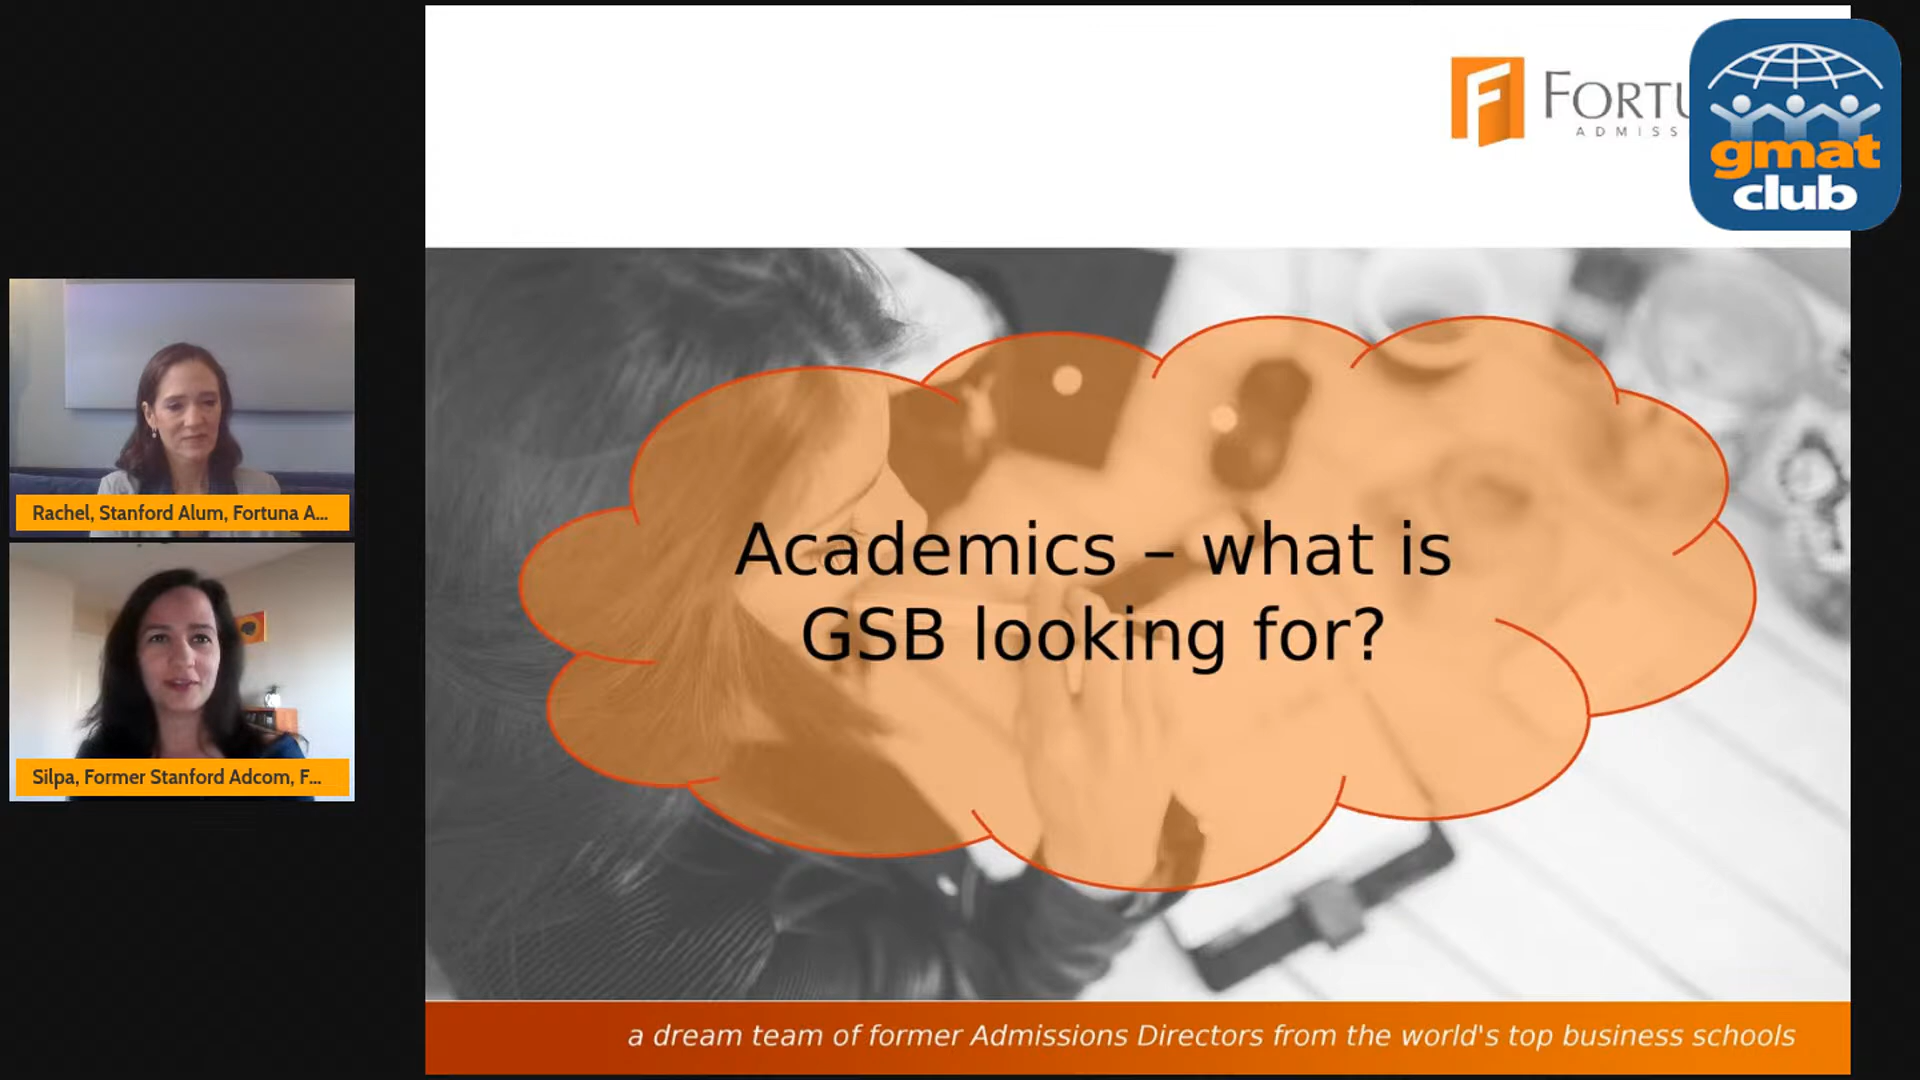 FORTU
ADMISS
gmat
club
Rachel, Stanford Alum, Fortuna A...
Academics – what is
GSB looking for?
Silpa, Former Stanford Adcom, F...
a dream team of former Admissions Directors from the world's top business schools